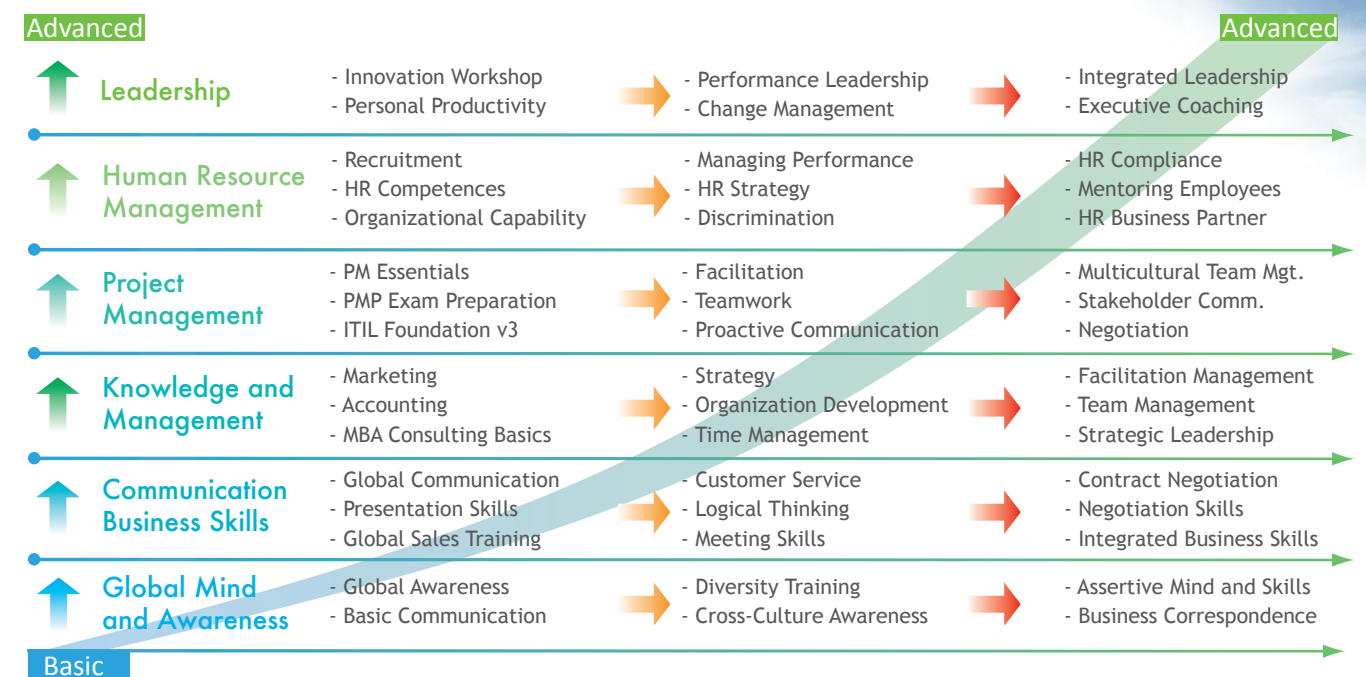 Advanced
Advanced
Leadership
- Innovation Workshop
- Personal Productivity
- Performance Leadership
- Change Management
- Integrated Leadership
- Executive Coaching
Human Resource
Management
- Recruitment
- HR Competences
- Organizational Capability
- Managing Performance
- HR Strategy
- Discrimination
- HR Compliance
- Mentoring Employees
- HR Business Partner
Project
Management
- PM Essentials
- PMP Exam Preparation
- ITIL Foundation v3
- Facilitation
- Teamwork
- Proactive Communication
- Multicultural Team Mgt.
- Stakeholder Comm.
- Negotiation
Knowledge and
Management
- Marketing
- Accounting
- MBA Consulting Basics
- Strategy
- Organization Development
- Time Management
- Facilitation Management
- Team Management
- Strategic Leadership
Communication
Business Skills
- Global Communication
- Presentation Skills
- Global Sales Training
- Customer Service
- Logical Thinking
- Meeting Skills
- Contract Negotiation
- Negotiation Skills
- Integrated Business Skills
Global Mind
and Awareness
- Global Awareness
- Basic Communication
- Diversity Training
- Cross-Culture Awareness
- Assertive Mind and Skills
- Business Correspondence
Basic